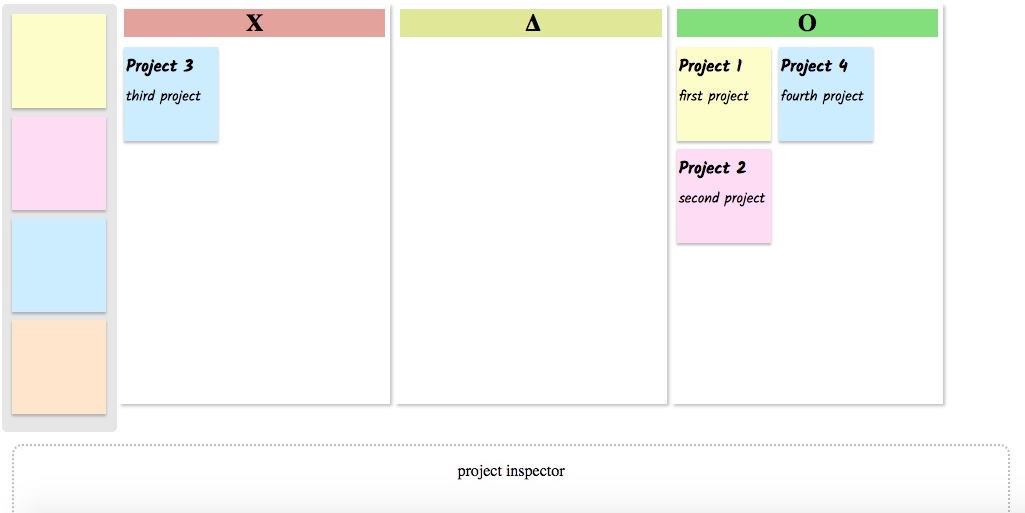 X
Δ
O
Project 3
third project
Project 1
first project
Project 4
fourth project
Project 2
second project
project inspector